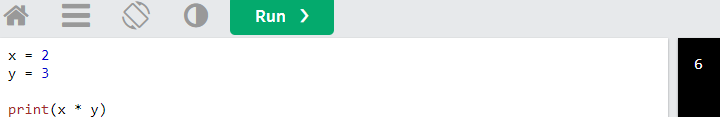 Run ❯
x = 2
y = 3
print(x * y)
6